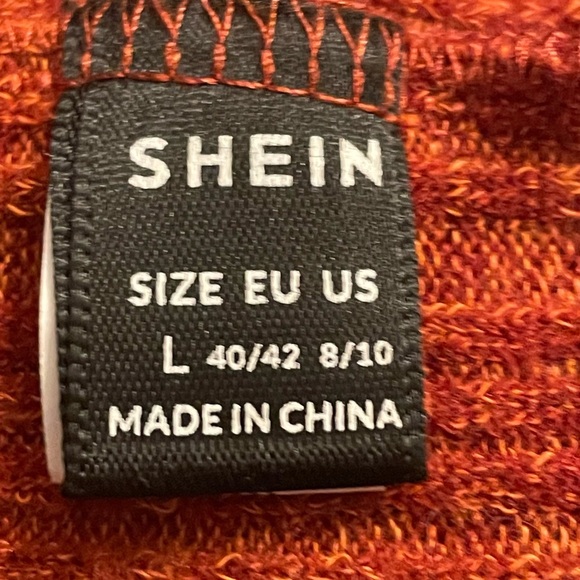 SHEIN
SIZE EU US
L 40/42 8/10
MADE IN CHINA